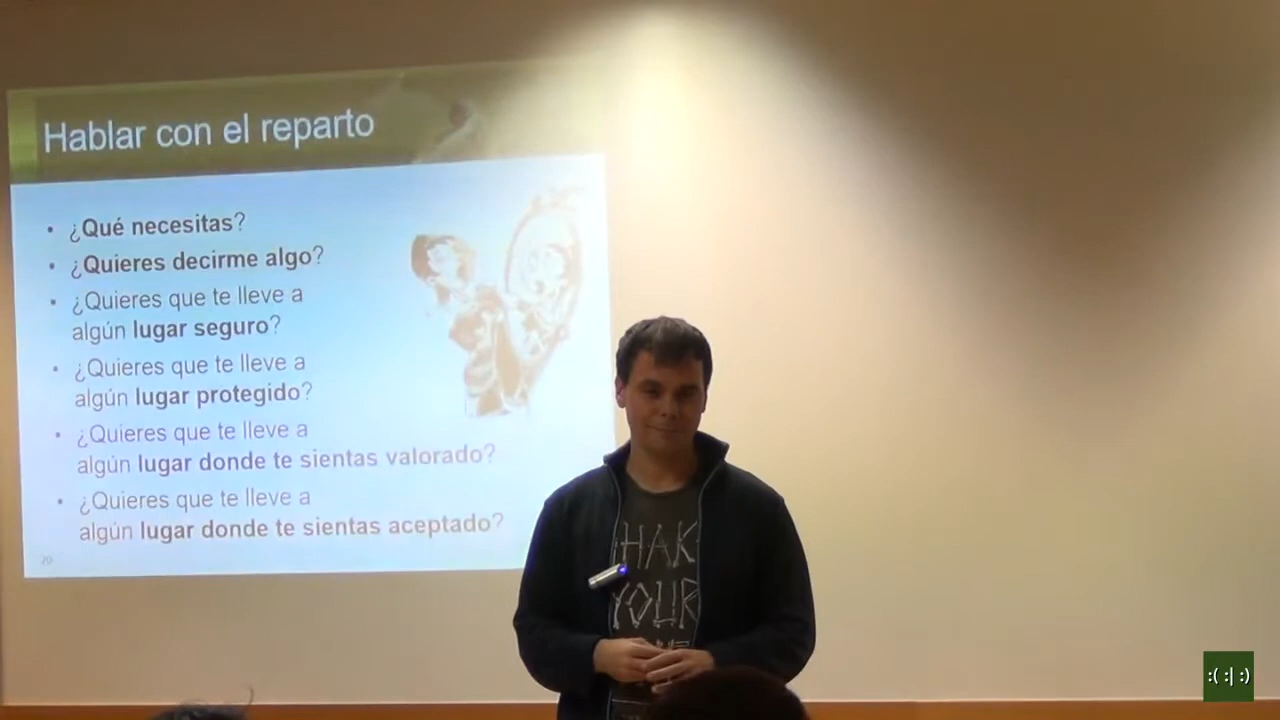 Hablar con el reparto
• ¿Qué necesitas?
• ¿Quieres decirme algo?
• ¿Quieres que te lleve a
algún lugar seguro?
• ¿Quieres que te lleve a
algún lugar protegido?
• ¿Quieres que te lleve a
algún lugar donde te sientas valorado?
• ¿Quieres que te lleve a
algún lugar donde te sientas aceptado?
20
HAK
YOUR
:( :| :)